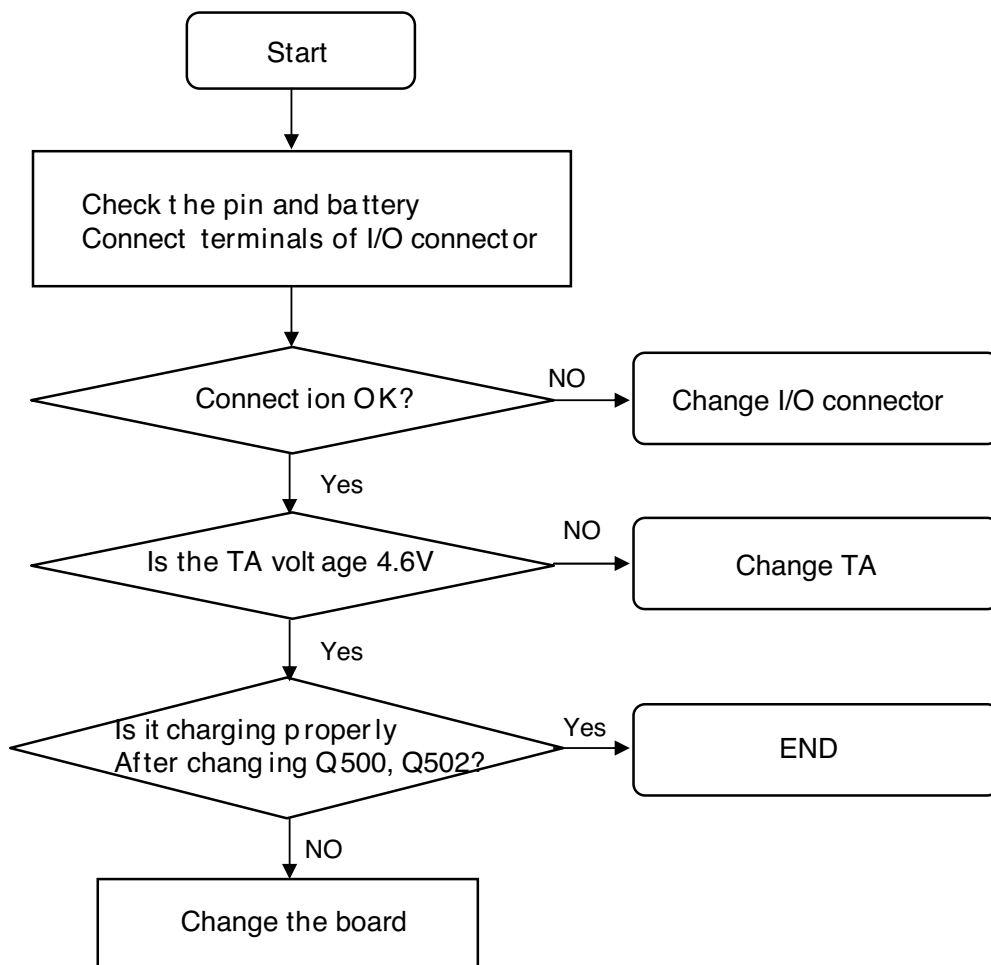 Start
Check the pin and battery
Connect terminals of I/O connector
Connection OK?
NO
Change I/O connector
Yes
Is the TA voltage 4.6V
NO
Change TA
Yes
Is it charging properly
After changing Q500, Q502?
Yes
END
NO
Change the board